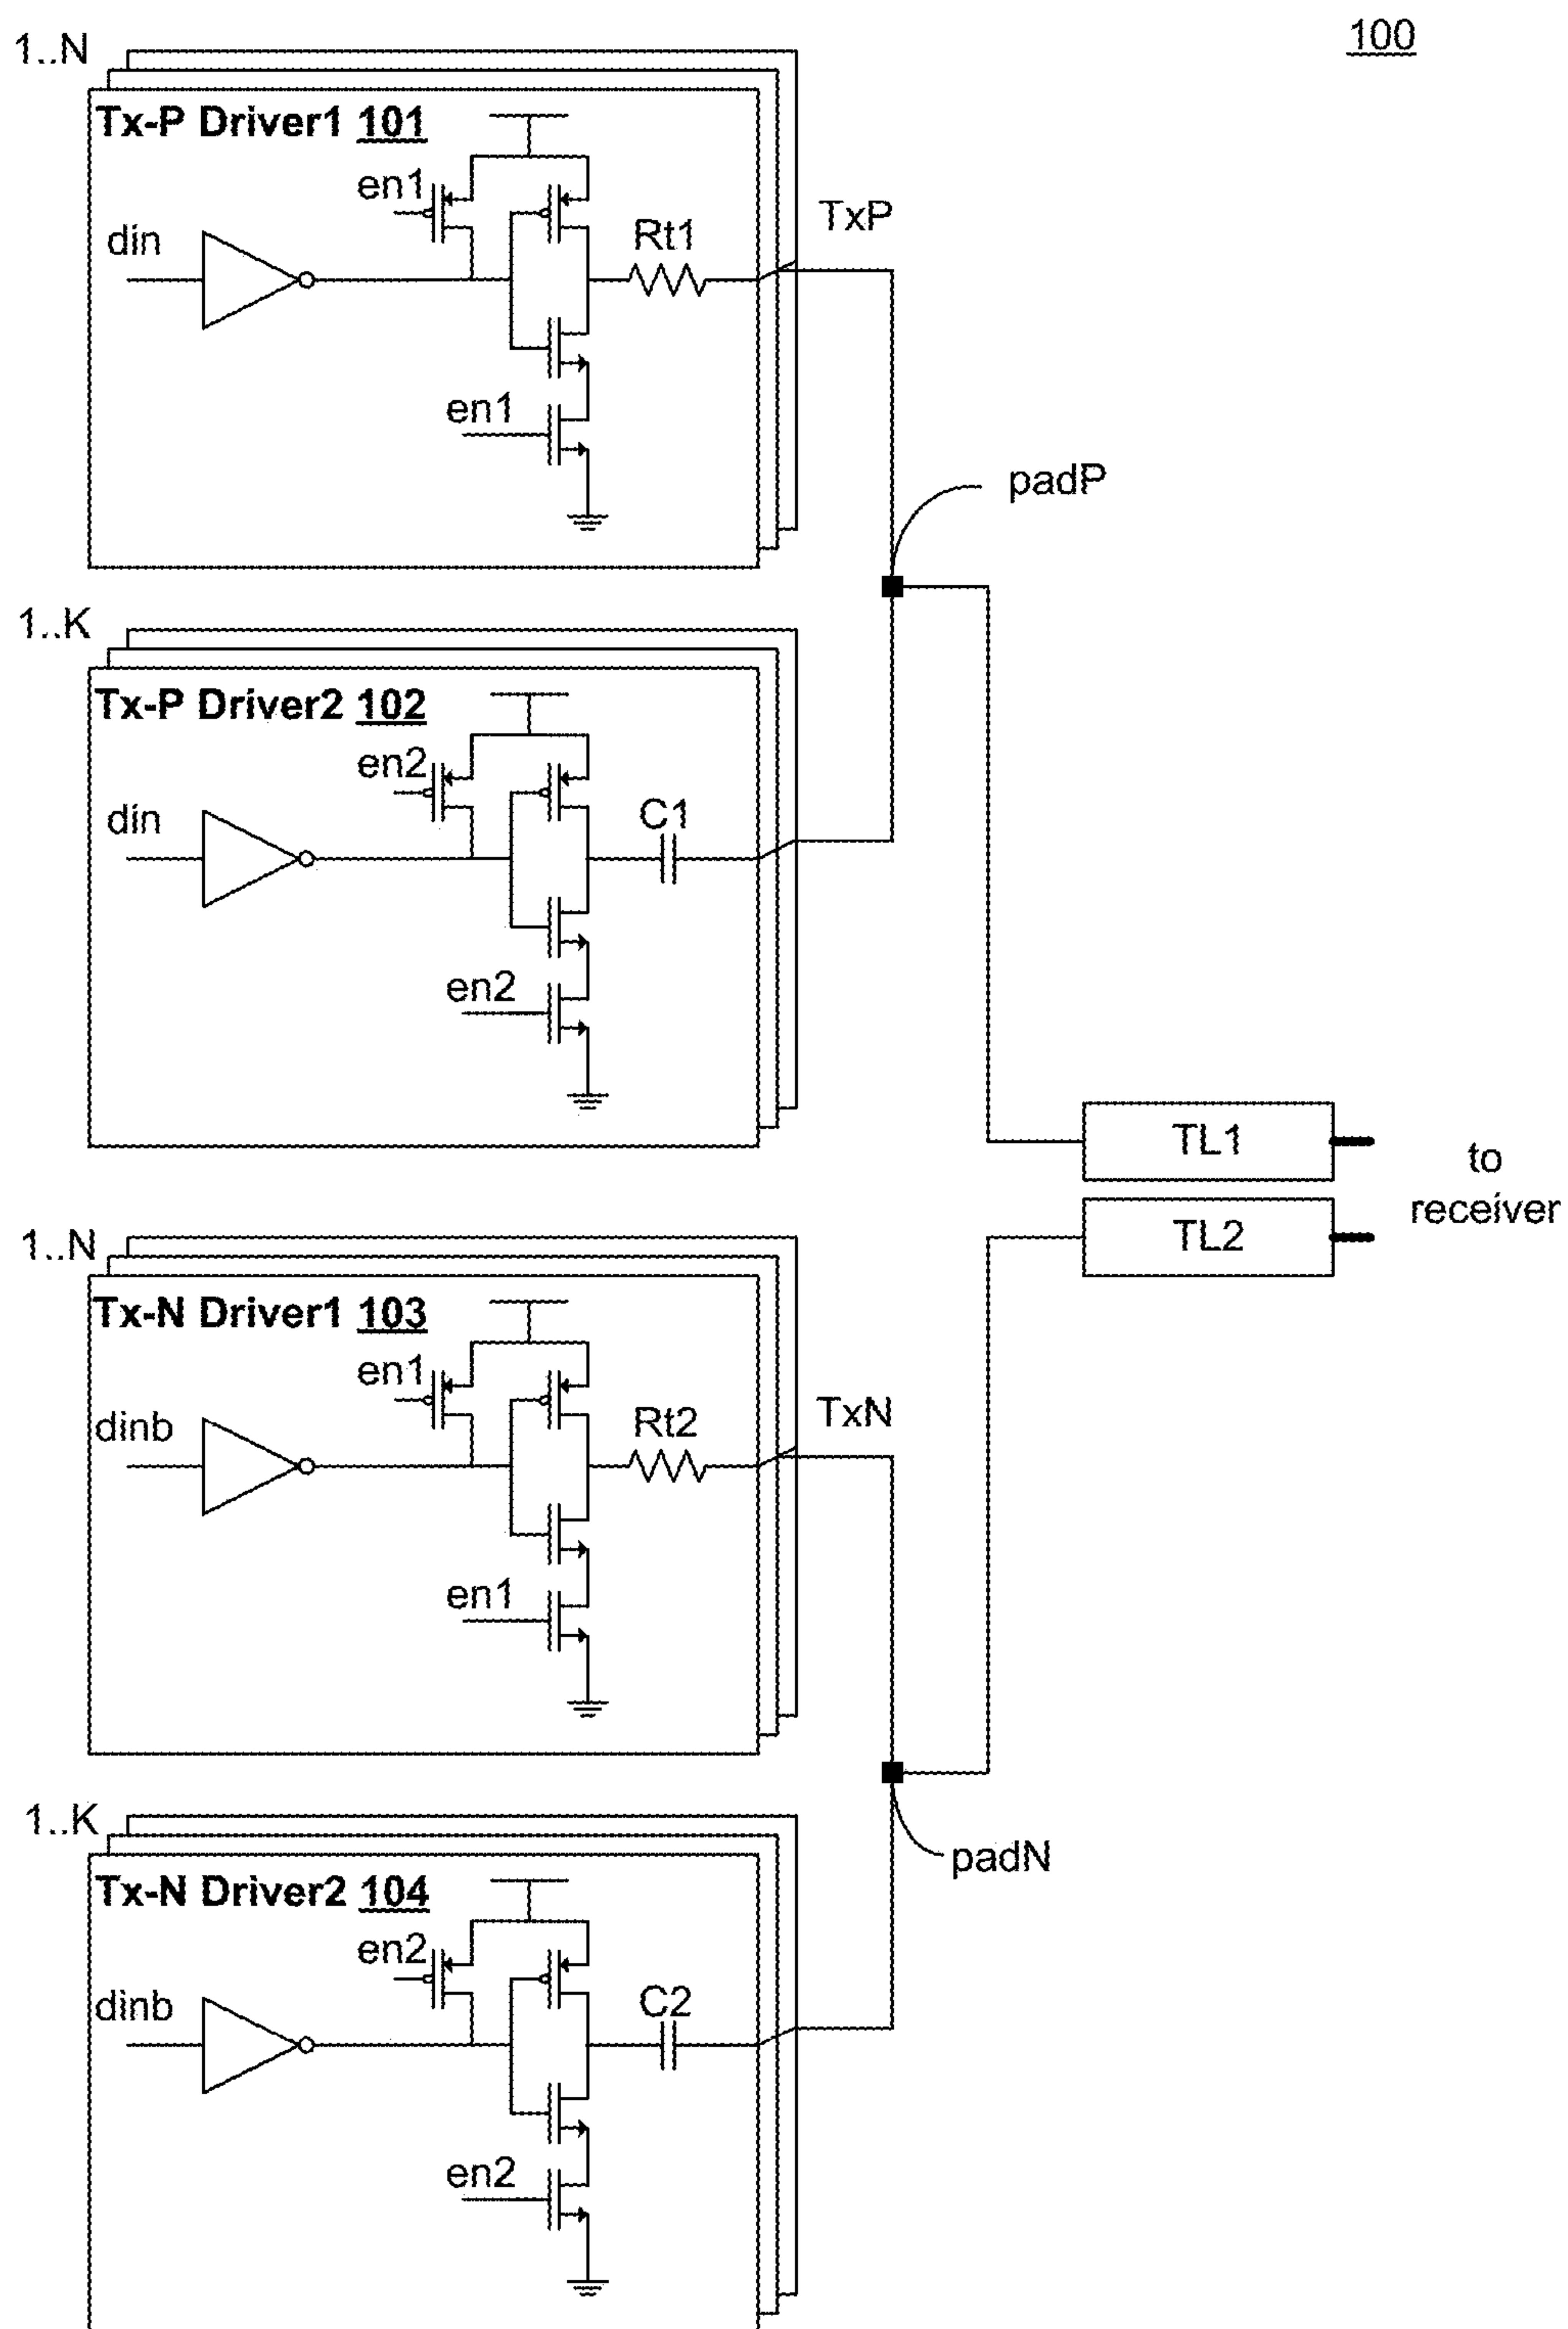 100
1..N
Tx-P Driver1 101
en1
din
Rt1
TxP
en1
padP
1..K
Tx-P Driver2 102
en2
din
C1
en2
TL1
to
receiver
TL2
1..N
Tx-N Driver1 103
en1
dinb
Rt2
TxN
en1
padN
1..K
Tx-N Driver2 104
en2
dinb
C2
en2